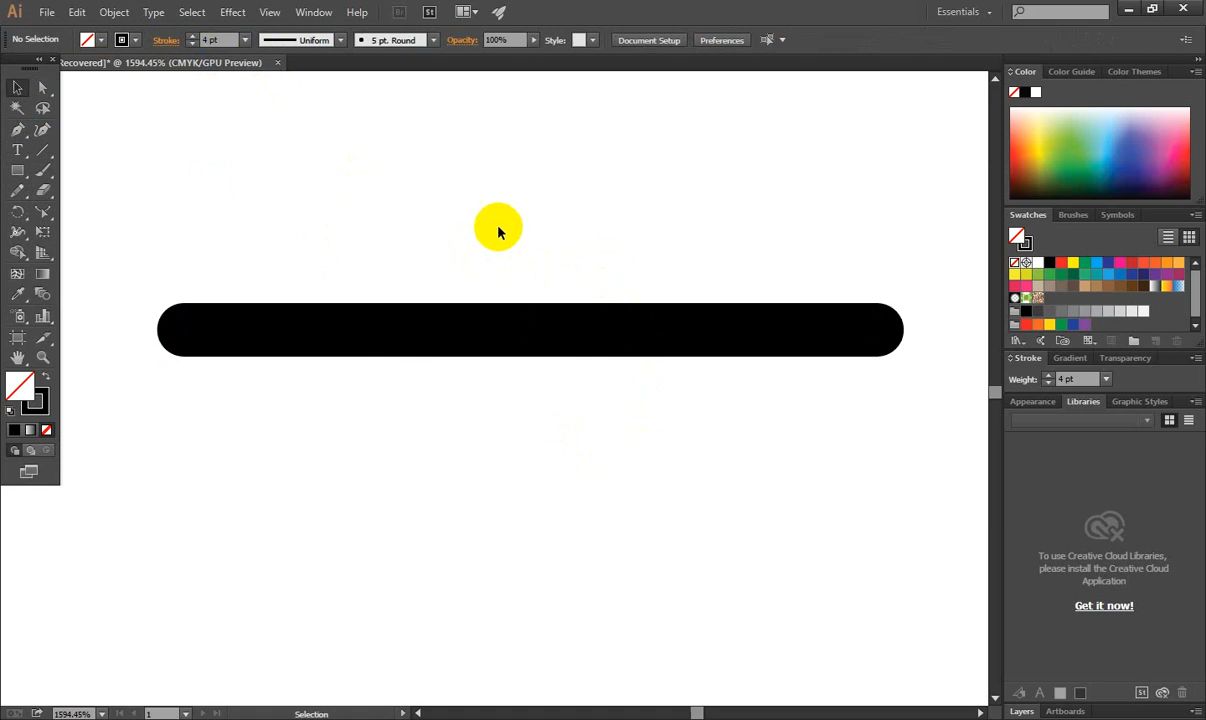 Ai File Edit Object Type Select Effect View Window Help Br St Essentials
No Selection Stroke: 4 pt Uniform 5 pt. Round Opacity: 100% Style: Document Setup Preferences
Recovered]* @ 1594.45% (CMYK/GPU Preview)
Color Color Guide Color Themes
Swatches Brushes Symbols
Stroke Gradient Transparency
Weight: 4 pt
Appearance Libraries Graphic Styles
To use Creative Cloud Libraries,
please install the Creative Cloud
Application
Get it now!
St
Layers Artboards
1594.45% 1 Selection